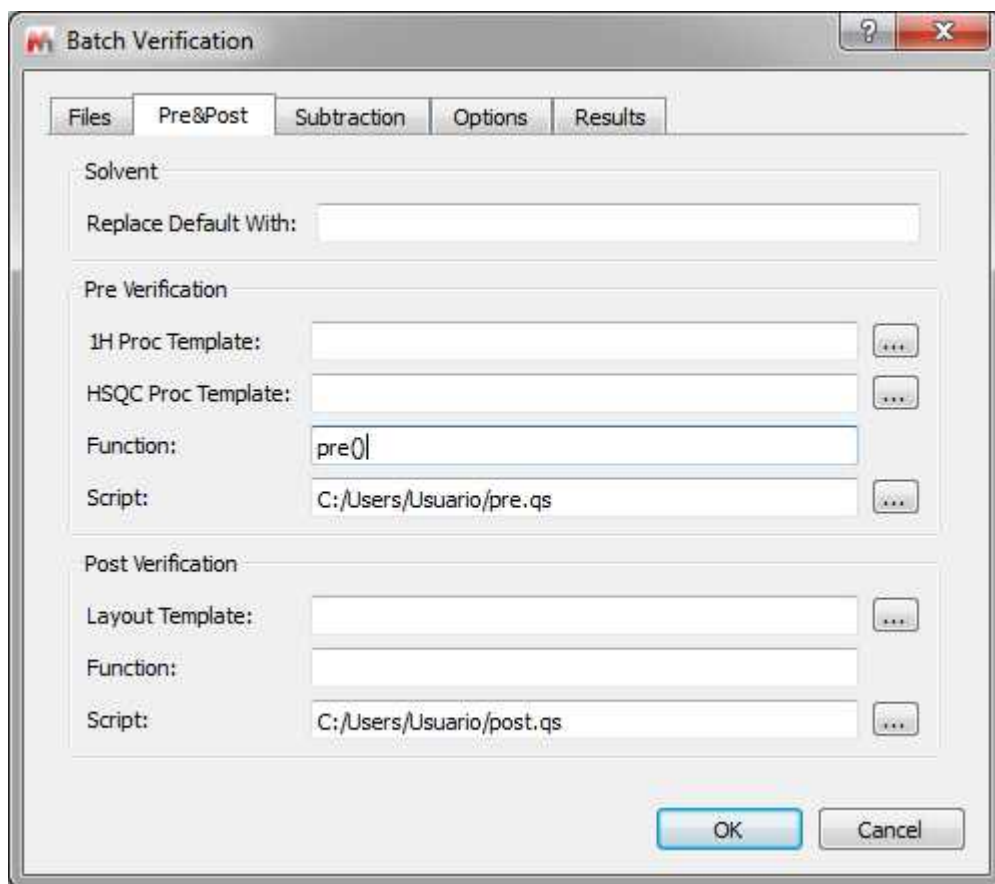 Batch Verification
Files Pre&Post Subtraction Options Results
Solvent
Replace Default With:
Pre Verification
1H Proc Template: ...
HSQC Proc Template: ...
Function: pre()
Script: C:/Users/Usuario/pre.qs ...
Post Verification
Layout Template: ...
Function:
Script: C:/Users/Usuario/post.qs ...
OK Cancel